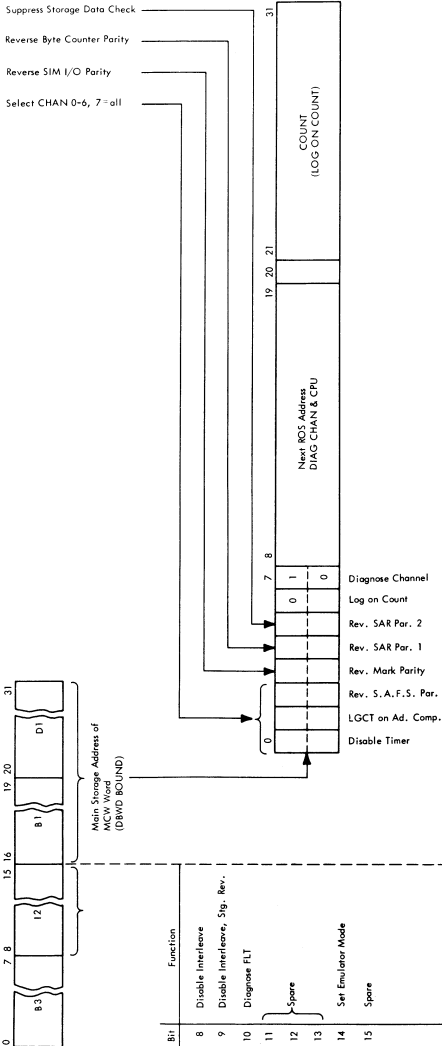 Suppress Storage Data Check
Reverse Byte Counter Parity
Reverse SIM I/O Parity
Select CHAN 0-6, 7 = all
31
COUNT
(LOG ON COUNT)
21
20
19
Next ROS Address
DIAG CHAN & CPU
8
7
1
0
Diagnose Channel
0
Log on Count
Rev. SAR Par. 2
Rev. SAR Par. 1
Rev. Mark Parity
Rev. S.A.F.S. Par.
LGCT on Ad. Comp.
0
Disable Timer
0
B3
7
8
I2
15
16
B1
19
20
D1
31
Main Storage Address of
MCW Word
(DBWD BOUND)
Bit
Function
8
Disable Interleave
9
Disable Interleave, Stg. Rev.
10
Diagnose FLT
11
12
Spare
13
14
Set Emulator Mode
15
Spare